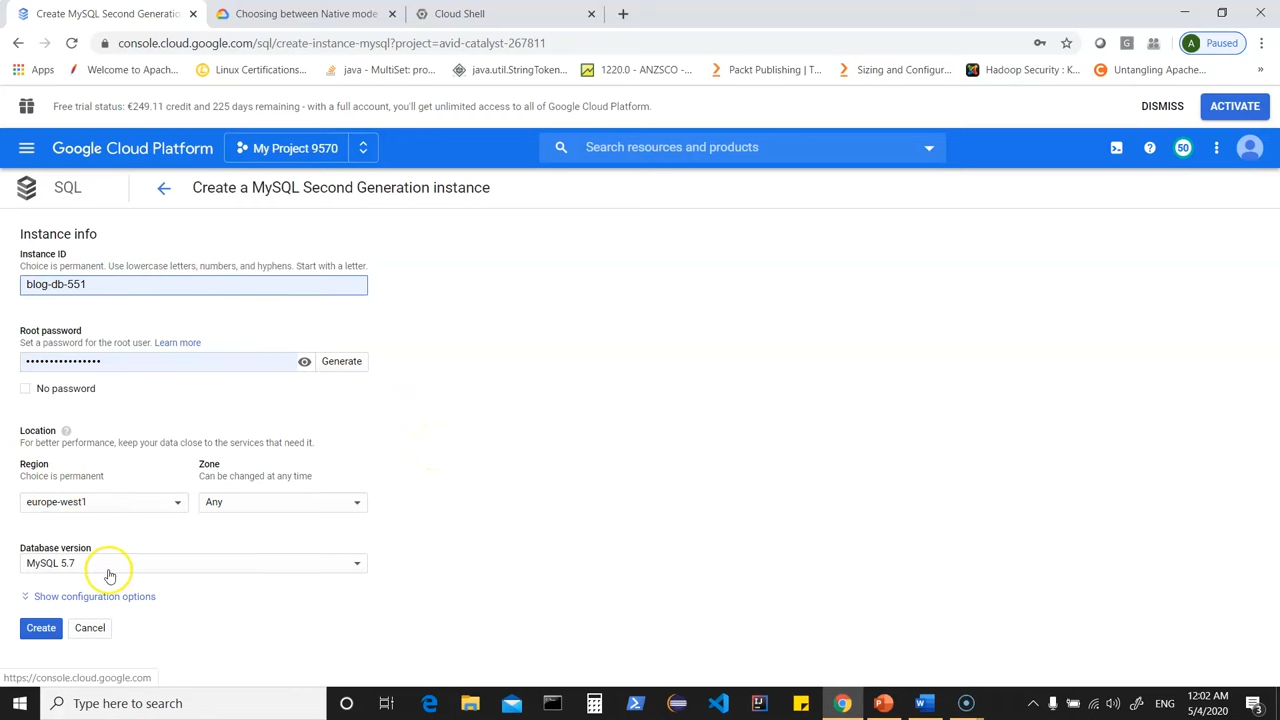 Create MySQL Second Generation
Choosing between Native mode
Cloud Shell
console.cloud.google.com/sql/create-instance-mysql?project=avid-catalyst-267811
A Paused
Apps
Welcome to Apach...
Linux Certifications...
java - MultiSet: pro...
java.util.StringToken...
1220.0 - ANZSCO -...
Packt Publishing | T...
Sizing and Configur...
Hadoop Security : K...
Untangling Apache...
Free trial status: €249.11 credit and 225 days remaining - with a full account, you'll get unlimited access to all of Google Cloud Platform.
DISMISS
ACTIVATE
Google Cloud Platform
My Project 9570
Search resources and products
50
SQL
Create a MySQL Second Generation instance
Instance info
Instance ID
Choice is permanent. Use lowercase letters, numbers, and hyphens. Start with a letter.
blog-db-551
Root password
Set a password for the root user. Learn more
Generate
No password
Location
For better performance, keep your data close to the services that need it.
Region
Zone
Choice is permanent
Can be changed at any time
europe-west1
Any
Database version
MySQL 5.7
Show configuration options
Create
Cancel
https://console.cloud.google.com
Type here to search
ENG
12:02 AM
5/4/2020
3